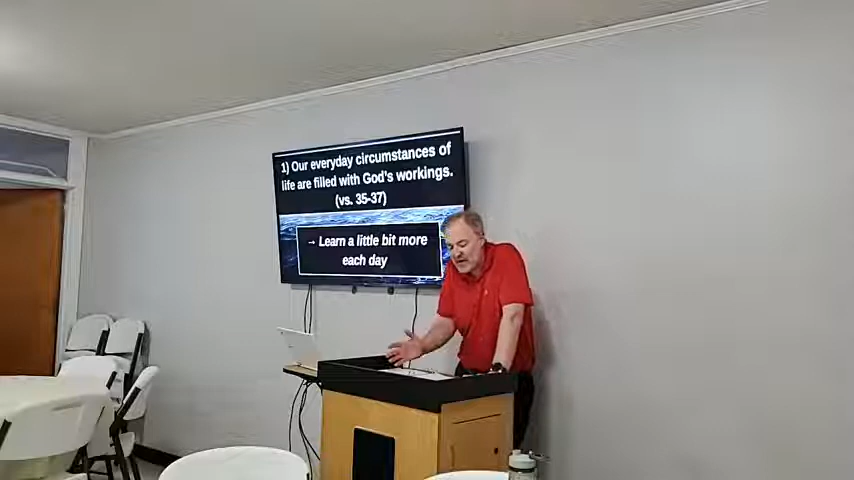 1) Our everyday circumstances of
life are filled with God's workings.
(vs. 35-37)
→ Learn a little bit more
each day